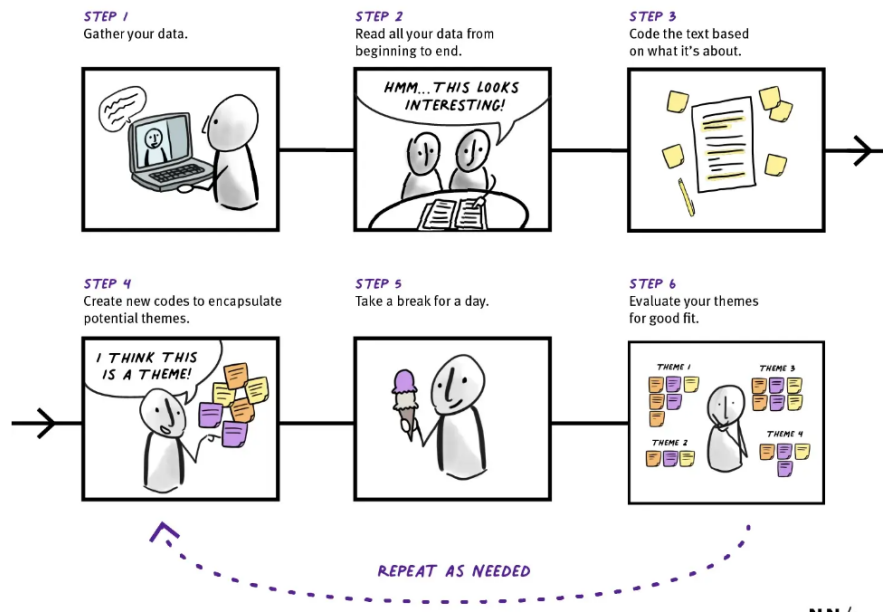 STEP 1
Gather your data.
STEP 2
Read all your data from
beginning to end.
HMM... THIS LOOKS
INTERESTING!
STEP 3
Code the text based
on what it's about.
STEP 4
Create new codes to encapsulate
potential themes.
I THINK THIS
IS A THEME!
STEP 5
Take a break for a day.
STEP 6
Evaluate your themes
for good fit.
THEME 1
THEME 3
THEME 2
THEME 4
REPEAT AS NEEDED